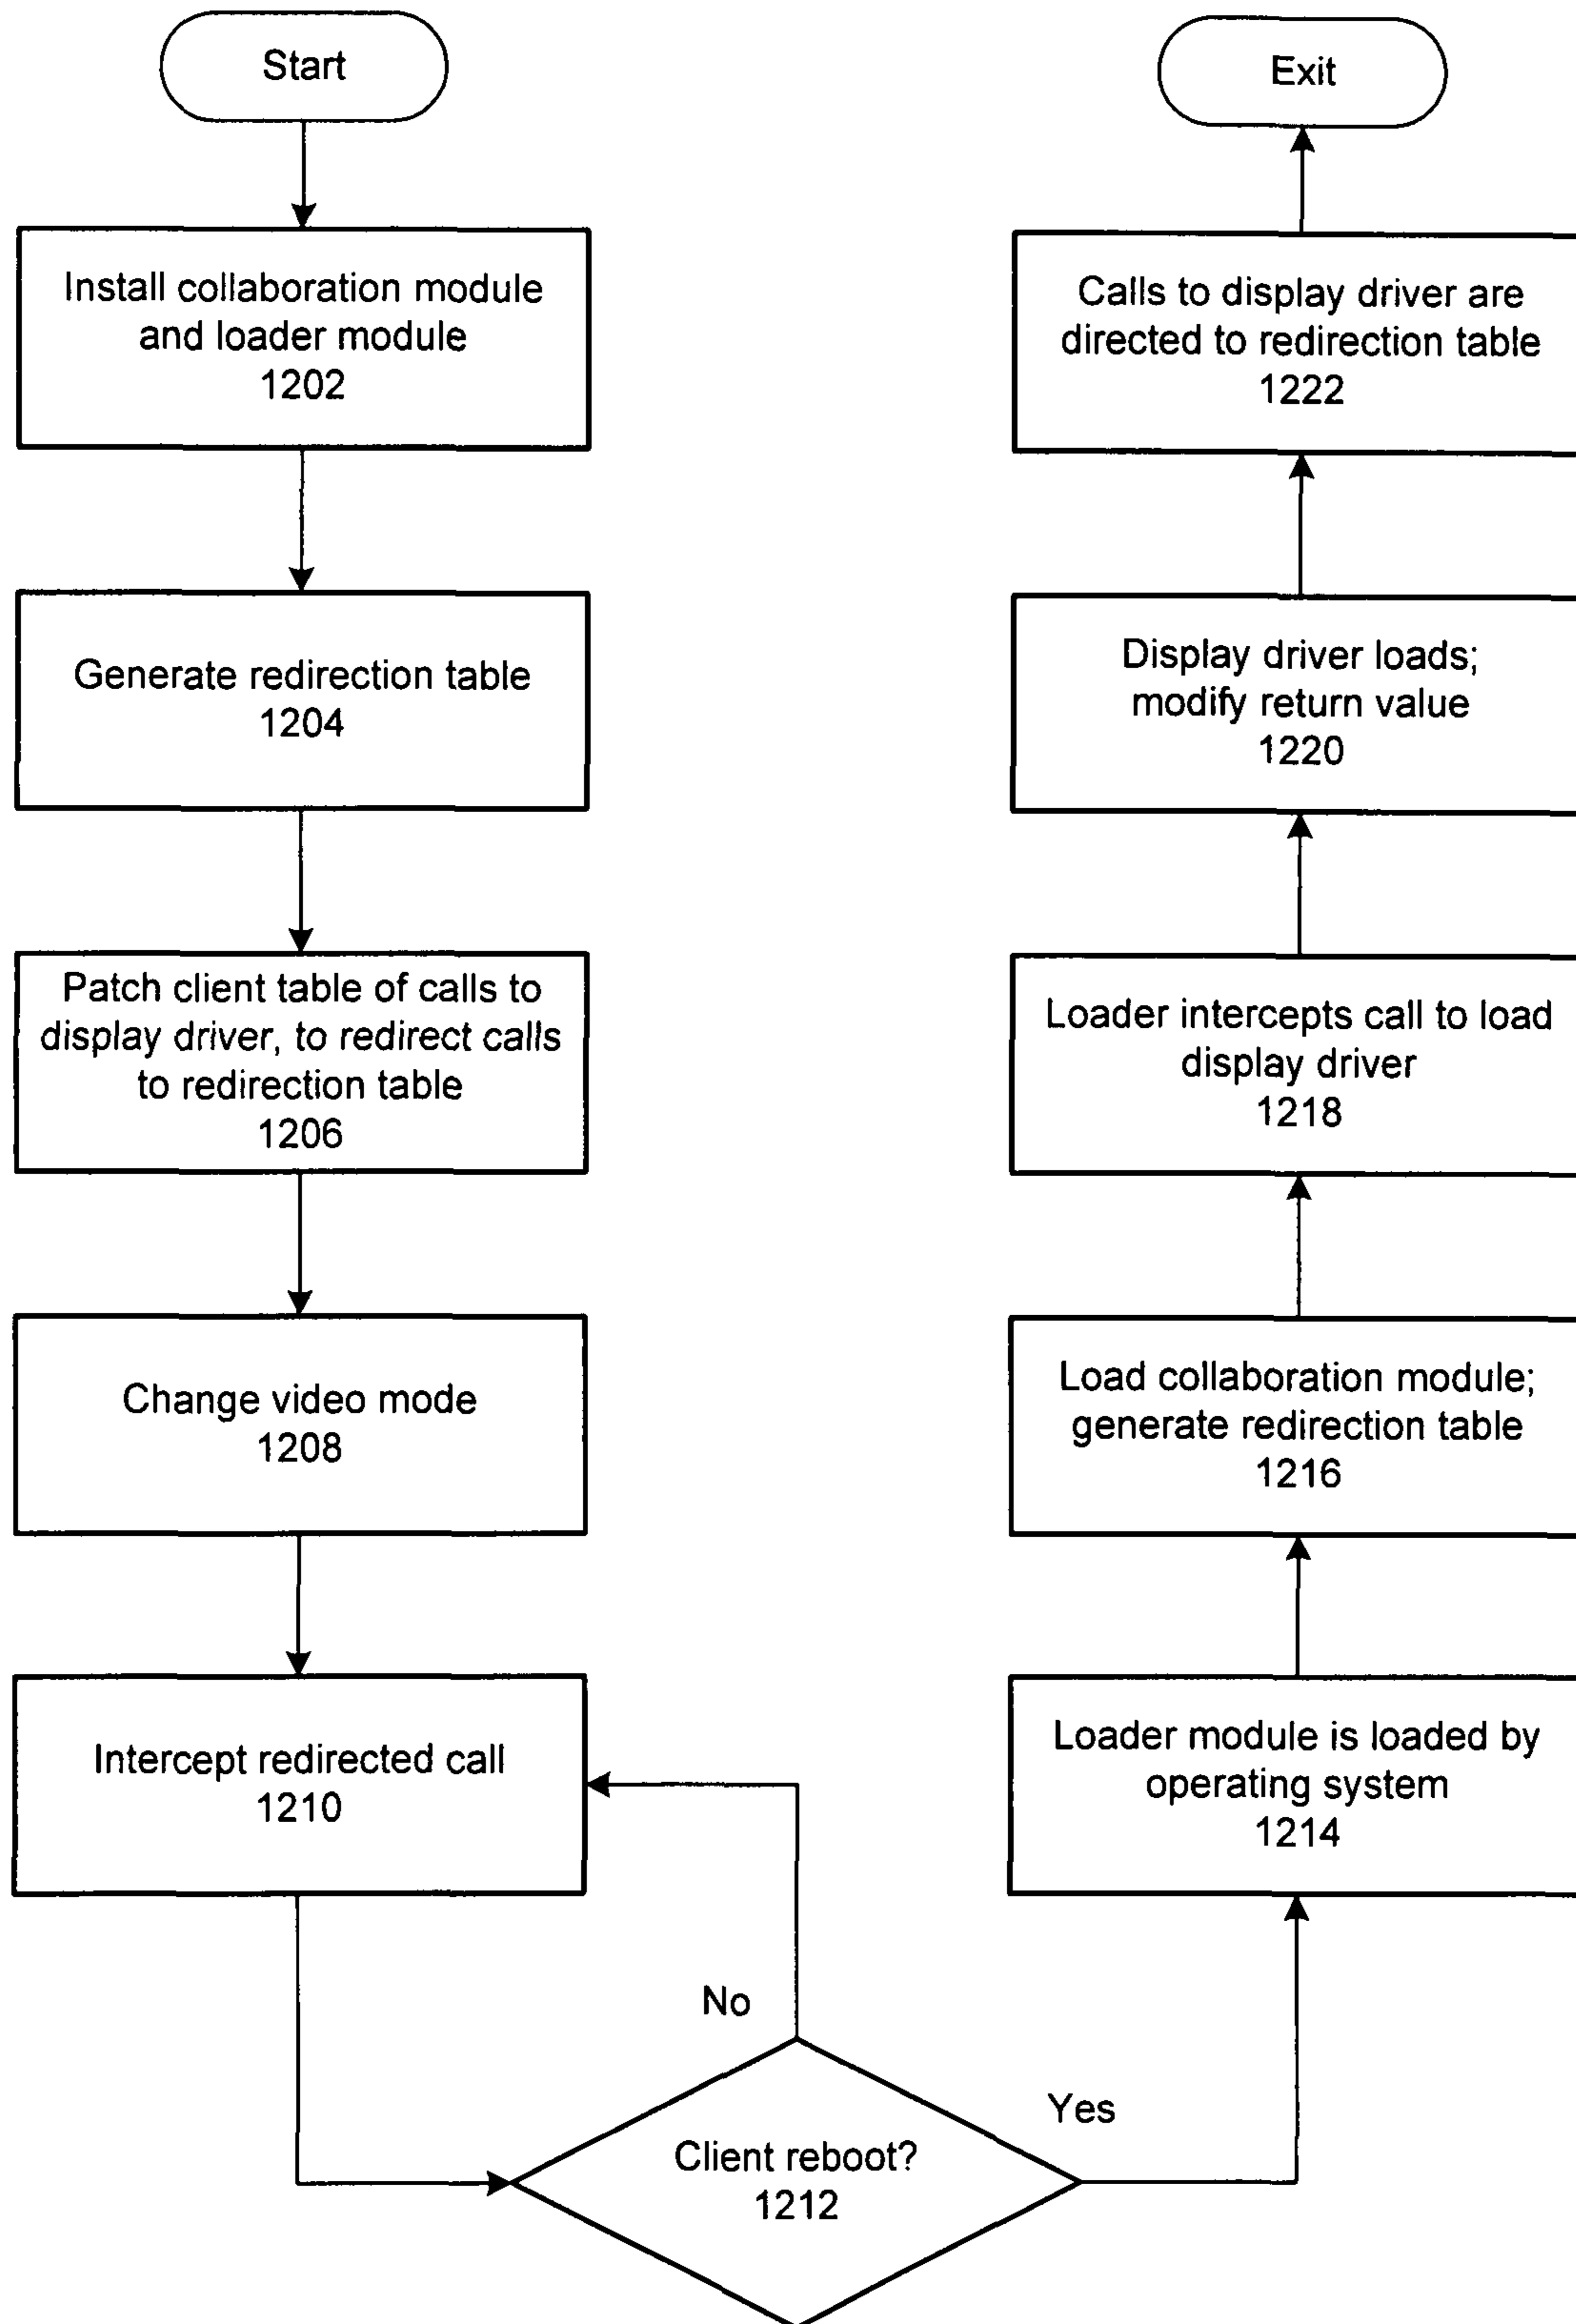 Start
Install collaboration module
and loader module
1202
Generate redirection table
1204
Patch client table of calls to
display driver, to redirect calls
to redirection table
1206
Change video mode
1208
Intercept redirected call
1210
No
Client reboot?
1212
Yes
Loader module is loaded by
operating system
1214
Load collaboration module;
generate redirection table
1216
Loader intercepts call to load
display driver
1218
Display driver loads;
modify return value
1220
Calls to display driver are
directed to redirection table
1222
Exit